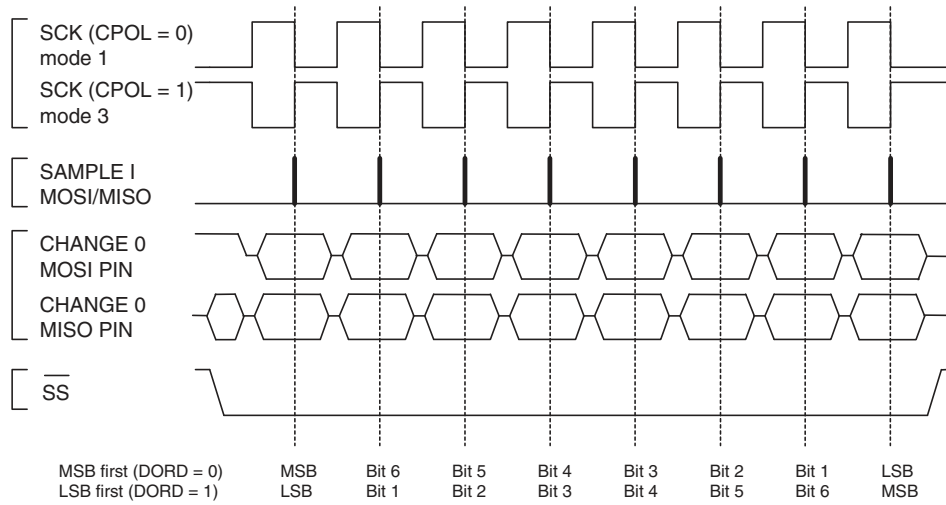 SCK (CPOL = 0)
mode 1
SCK (CPOL = 1)
mode 3
SAMPLE I
MOSI/MISO
CHANGE 0
MOSI PIN
CHANGE 0
MISO PIN
SS
MSB first (DORD = 0) MSB Bit 6 Bit 5 Bit 4 Bit 3 Bit 2 Bit 1 LSB
LSB first (DORD = 1) LSB Bit 1 Bit 2 Bit 3 Bit 4 Bit 5 Bit 6 MSB